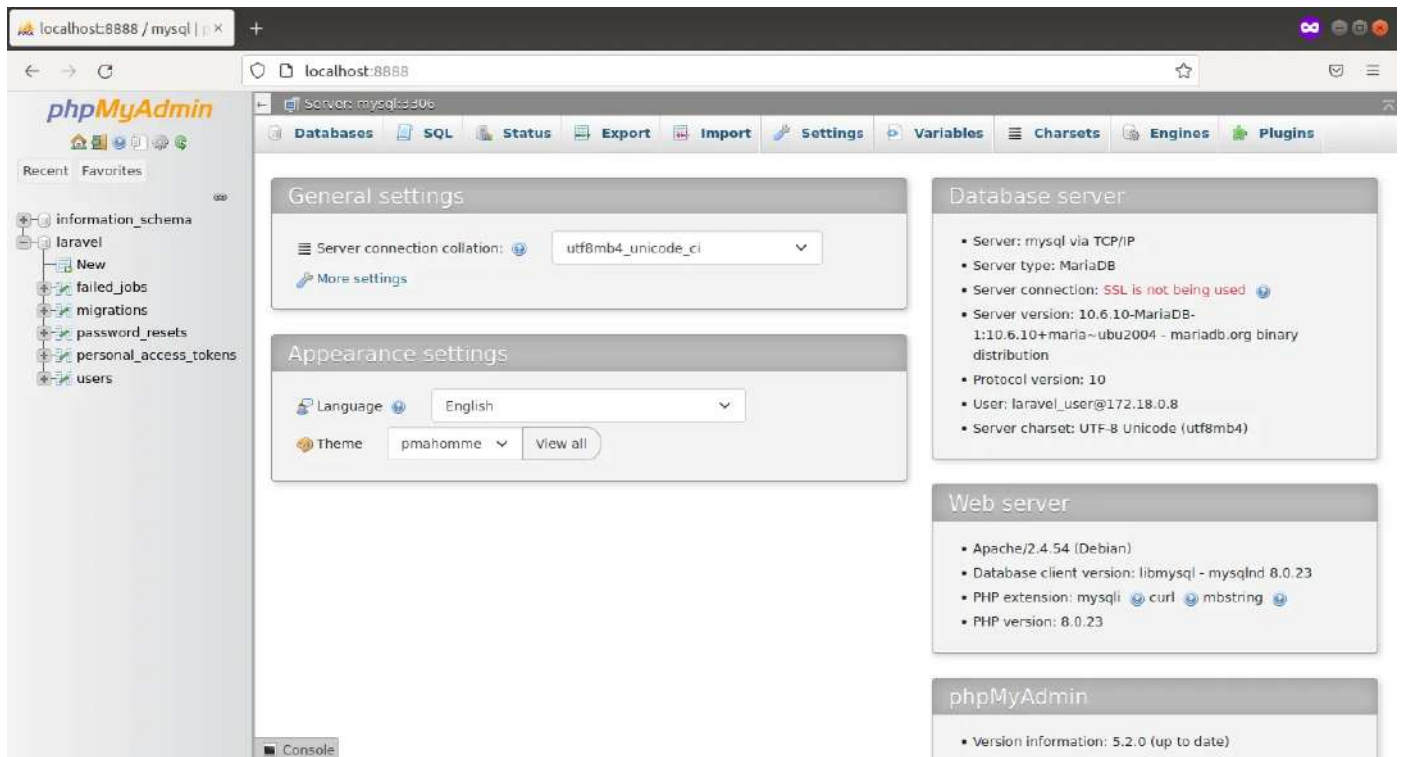 localhost:8888 / mysql | p
localhost:8888
phpMyAdmin
Recent Favorites
information_schema
laravel
New
failed_jobs
migrations
password_resets
personal_access_tokens
users
Server: mysql:3306
Databases SQL Status Export Import Settings Variables Charsets Engines Plugins
General settings
Server connection collation: utf8mb4_unicode_ci
More settings
Appearance settings
Language English
Theme pmahomme View all
Console
Database server
• Server: mysql via TCP/IP
• Server type: MariaDB
• Server connection: SSL is not being used
• Server version: 10.6.10-MariaDB-
1:10.6.10+maria~ubu2004 - mariadb.org binary
distribution
• Protocol version: 10
• User: laravel_user@172.18.0.8
• Server charset: UTF-8 Unicode (utf8mb4)
Web server
• Apache/2.4.54 (Debian)
• Database client version: libmysql - mysqlnd 8.0.23
• PHP extension: mysqli curl mbstring
• PHP version: 8.0.23
phpMyAdmin
• Version information: 5.2.0 (up to date)